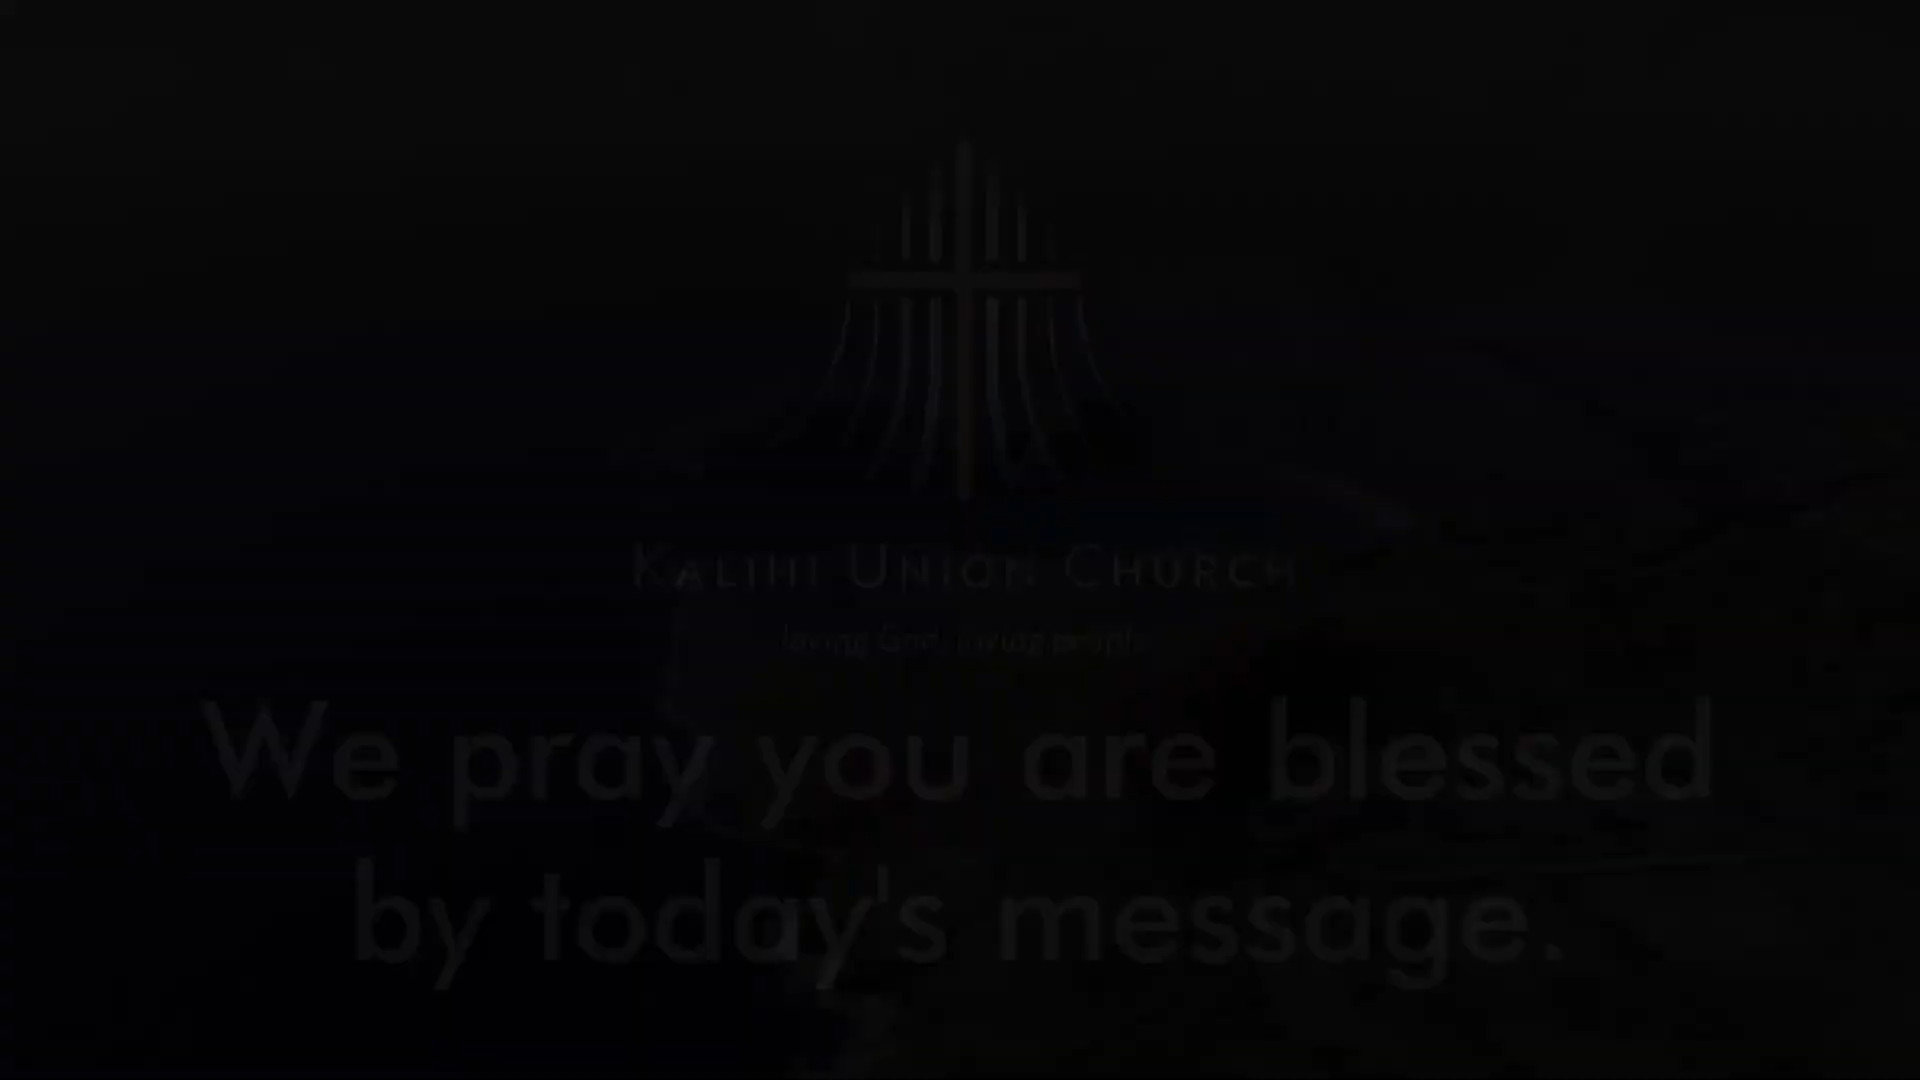 KALIHI UNION CHURCH
loving God, loving people
We pray you are blessed
by today's message.